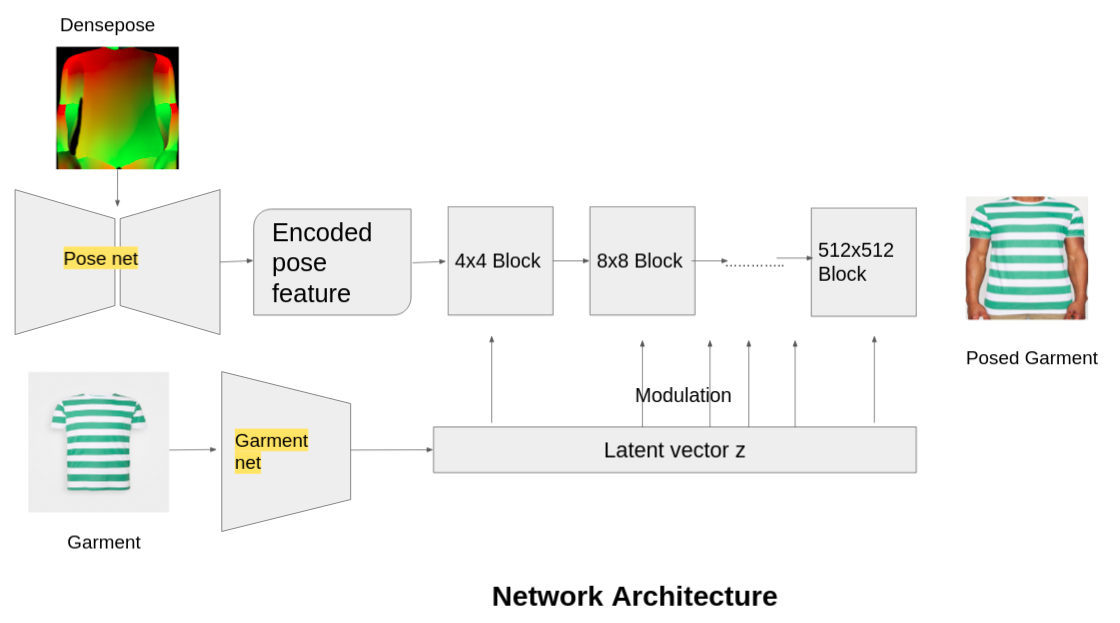 Densepose
Pose net
Encoded
pose
feature
4x4 Block
8x8 Block
512x512
Block
Posed Garment
Modulation
Garment
net
Latent vector z
Garment
Network Architecture